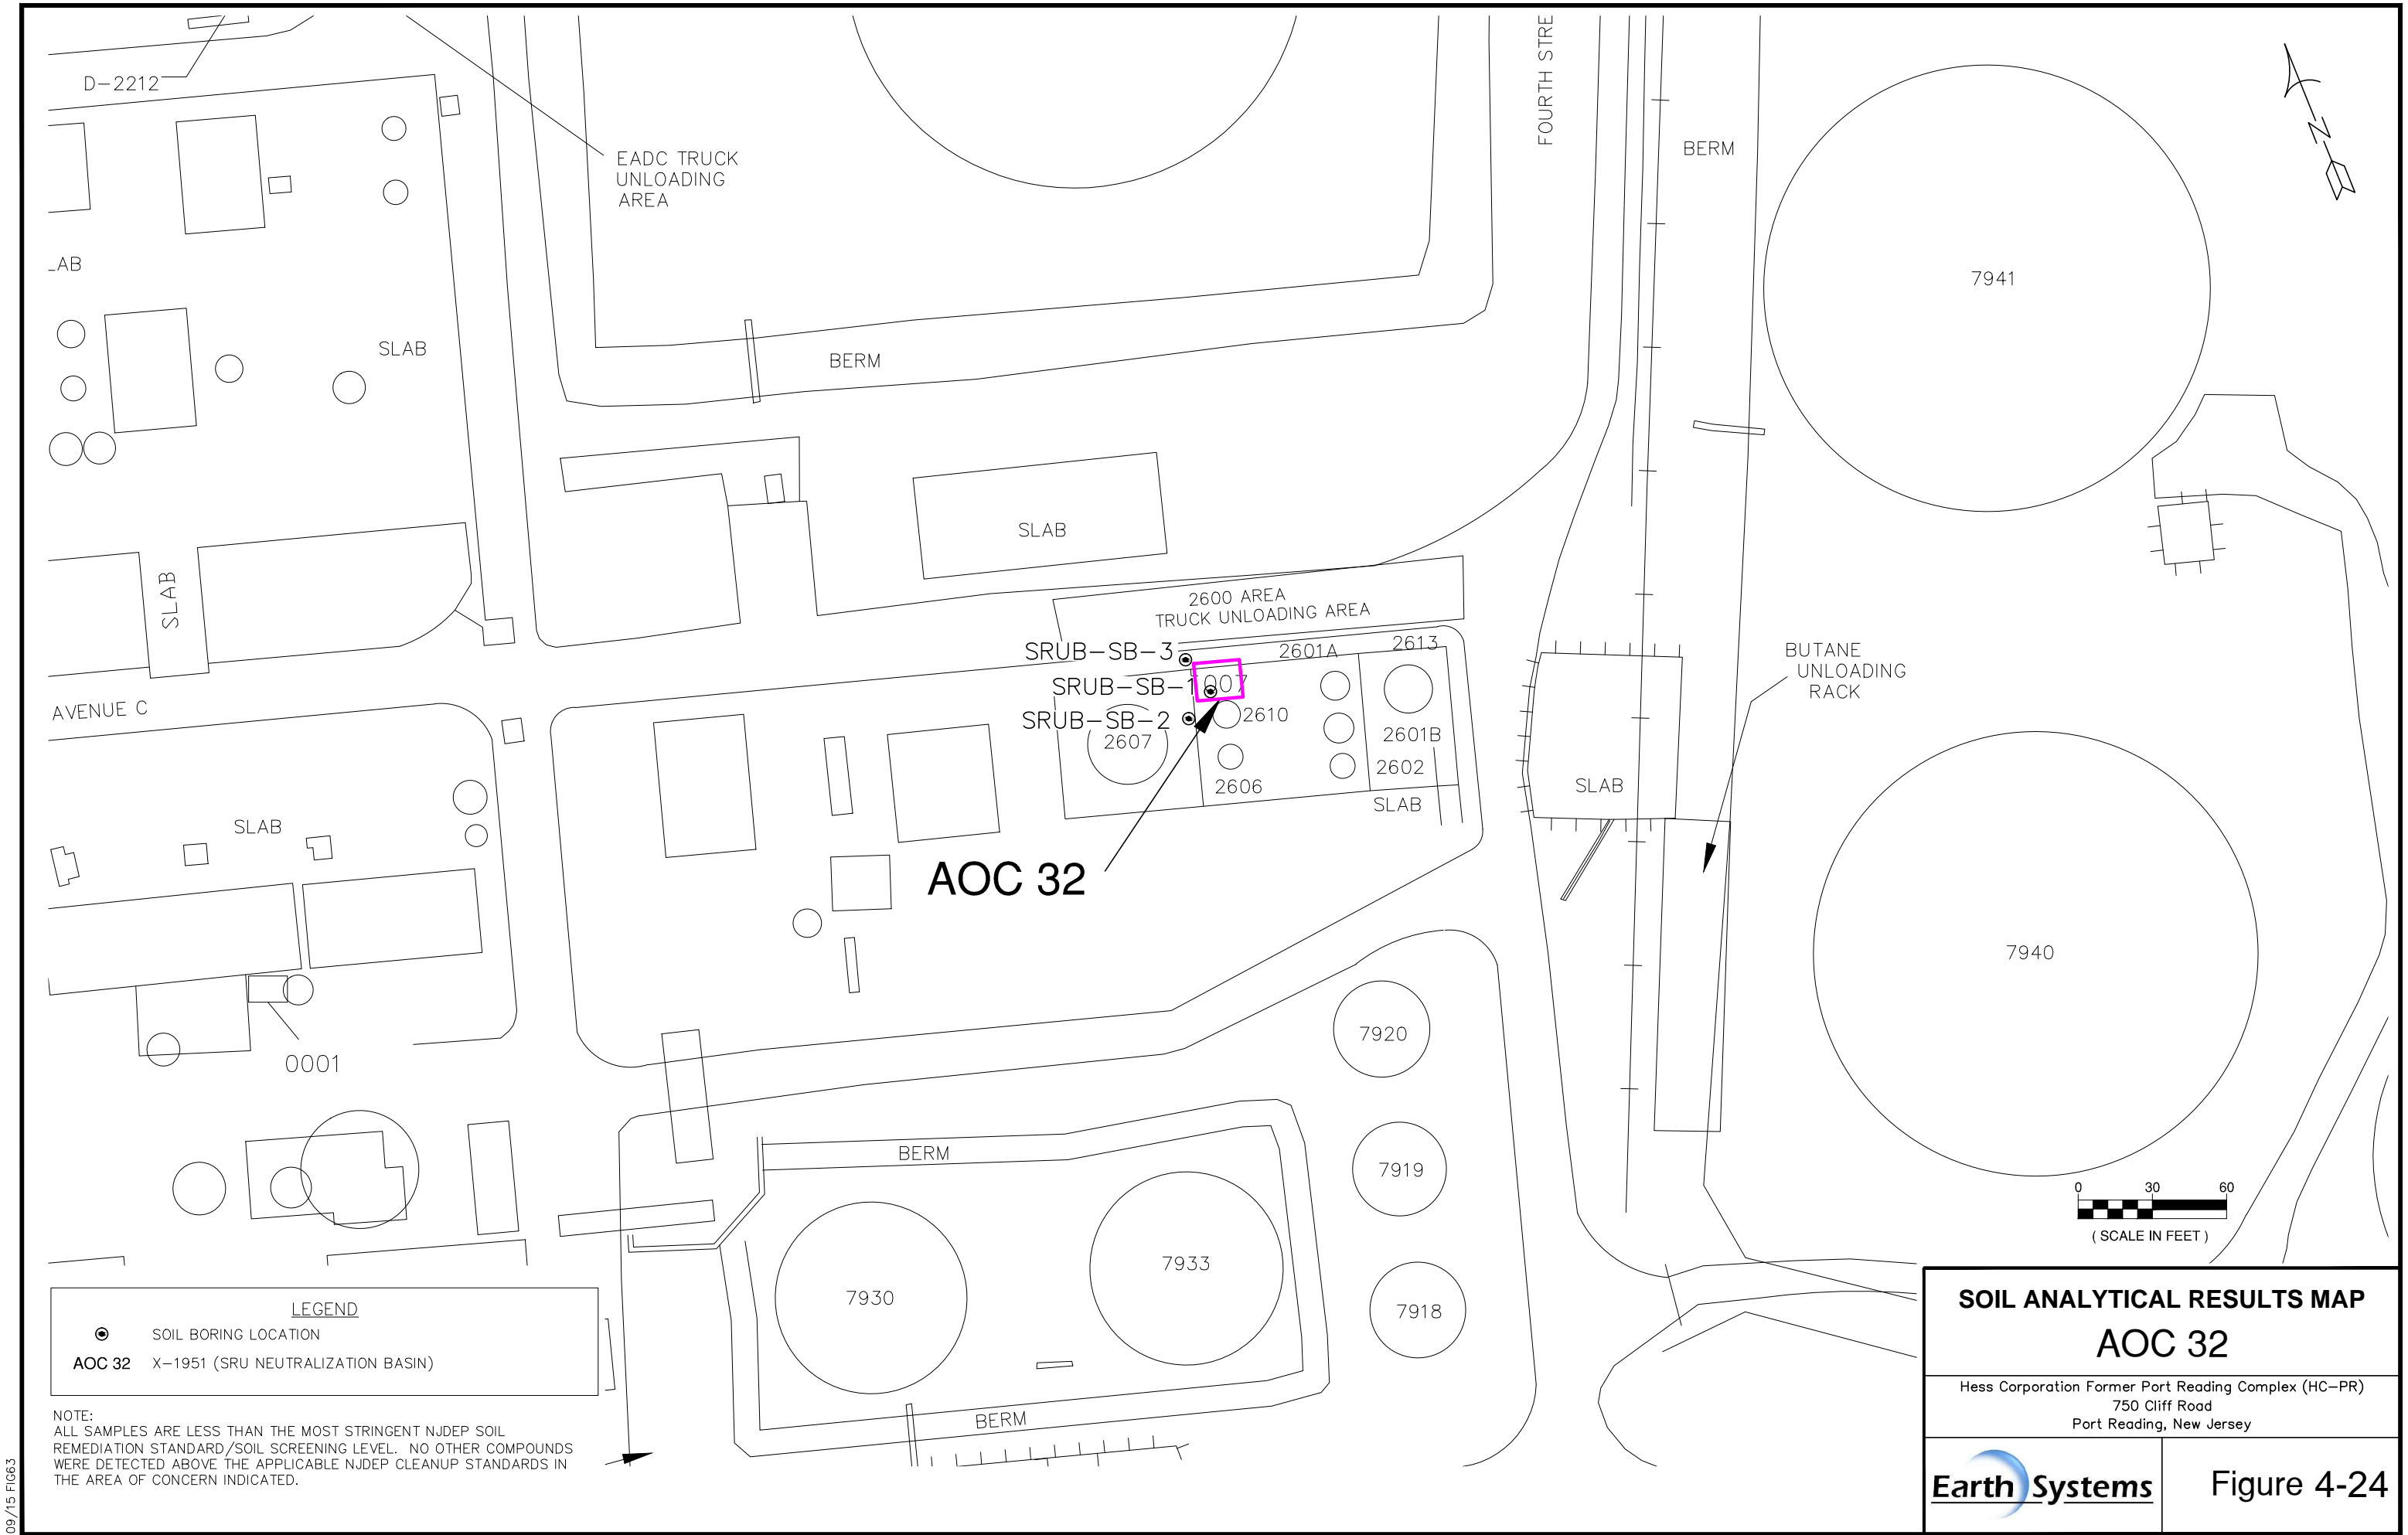 D-2212
EADC TRUCK
UNLOADING
AREA
FOURTH STRE
BERM
7941
SLAB
BERM
SLAB
SLAB
2600 AREA
TRUCK UNLOADING AREA
SRUB-SB-3
2601A
2613
SRUB-SB-1
007
SRUB-SB-2
2610
2607
2601B
2602
2606
SLAB
SLAB
BUTANE
UNLOADING
RACK
AVENUE C
SLAB
AOC 32
7940
0001
7920
7919
7918
BERM
7930
7933
BERM
0 30 60
( SCALE IN FEET )
LEGEND
SOIL BORING LOCATION
AOC 32 X-1951 (SRU NEUTRALIZATION BASIN)
NOTE:
ALL SAMPLES ARE LESS THAN THE MOST STRINGENT NJDEP SOIL
REMEDIATION STANDARD/SOIL SCREENING LEVEL. NO OTHER COMPOUNDS
WERE DETECTED ABOVE THE APPLICABLE NJDEP CLEANUP STANDARDS IN
THE AREA OF CONCERN INDICATED.
SOIL ANALYTICAL RESULTS MAP
AOC 32
Hess Corporation Former Port Reading Complex (HC-PR)
750 Cliff Road
Port Reading, New Jersey
Earth Systems
Figure 4-24
09/15 FIG63
N